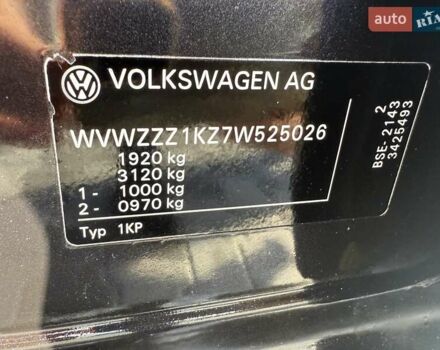 auto RIA
VOLKSWAGEN AG
WVWZZZ1KZ7W525026
1920 kg
3120 kg
1 - 1000 kg
2 - 0970 kg
Typ 1KP
BSE-2143 2
3425493